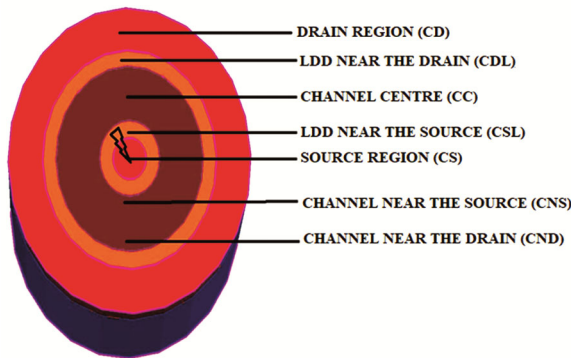 DRAIN REGION (CD)
LDD NEAR THE DRAIN (CDL)
CHANNEL CENTRE (CC)
LDD NEAR THE SOURCE (CSL)
SOURCE REGION (CS)
CHANNEL NEAR THE SOURCE (CNS)
CHANNEL NEAR THE DRAIN (CND)